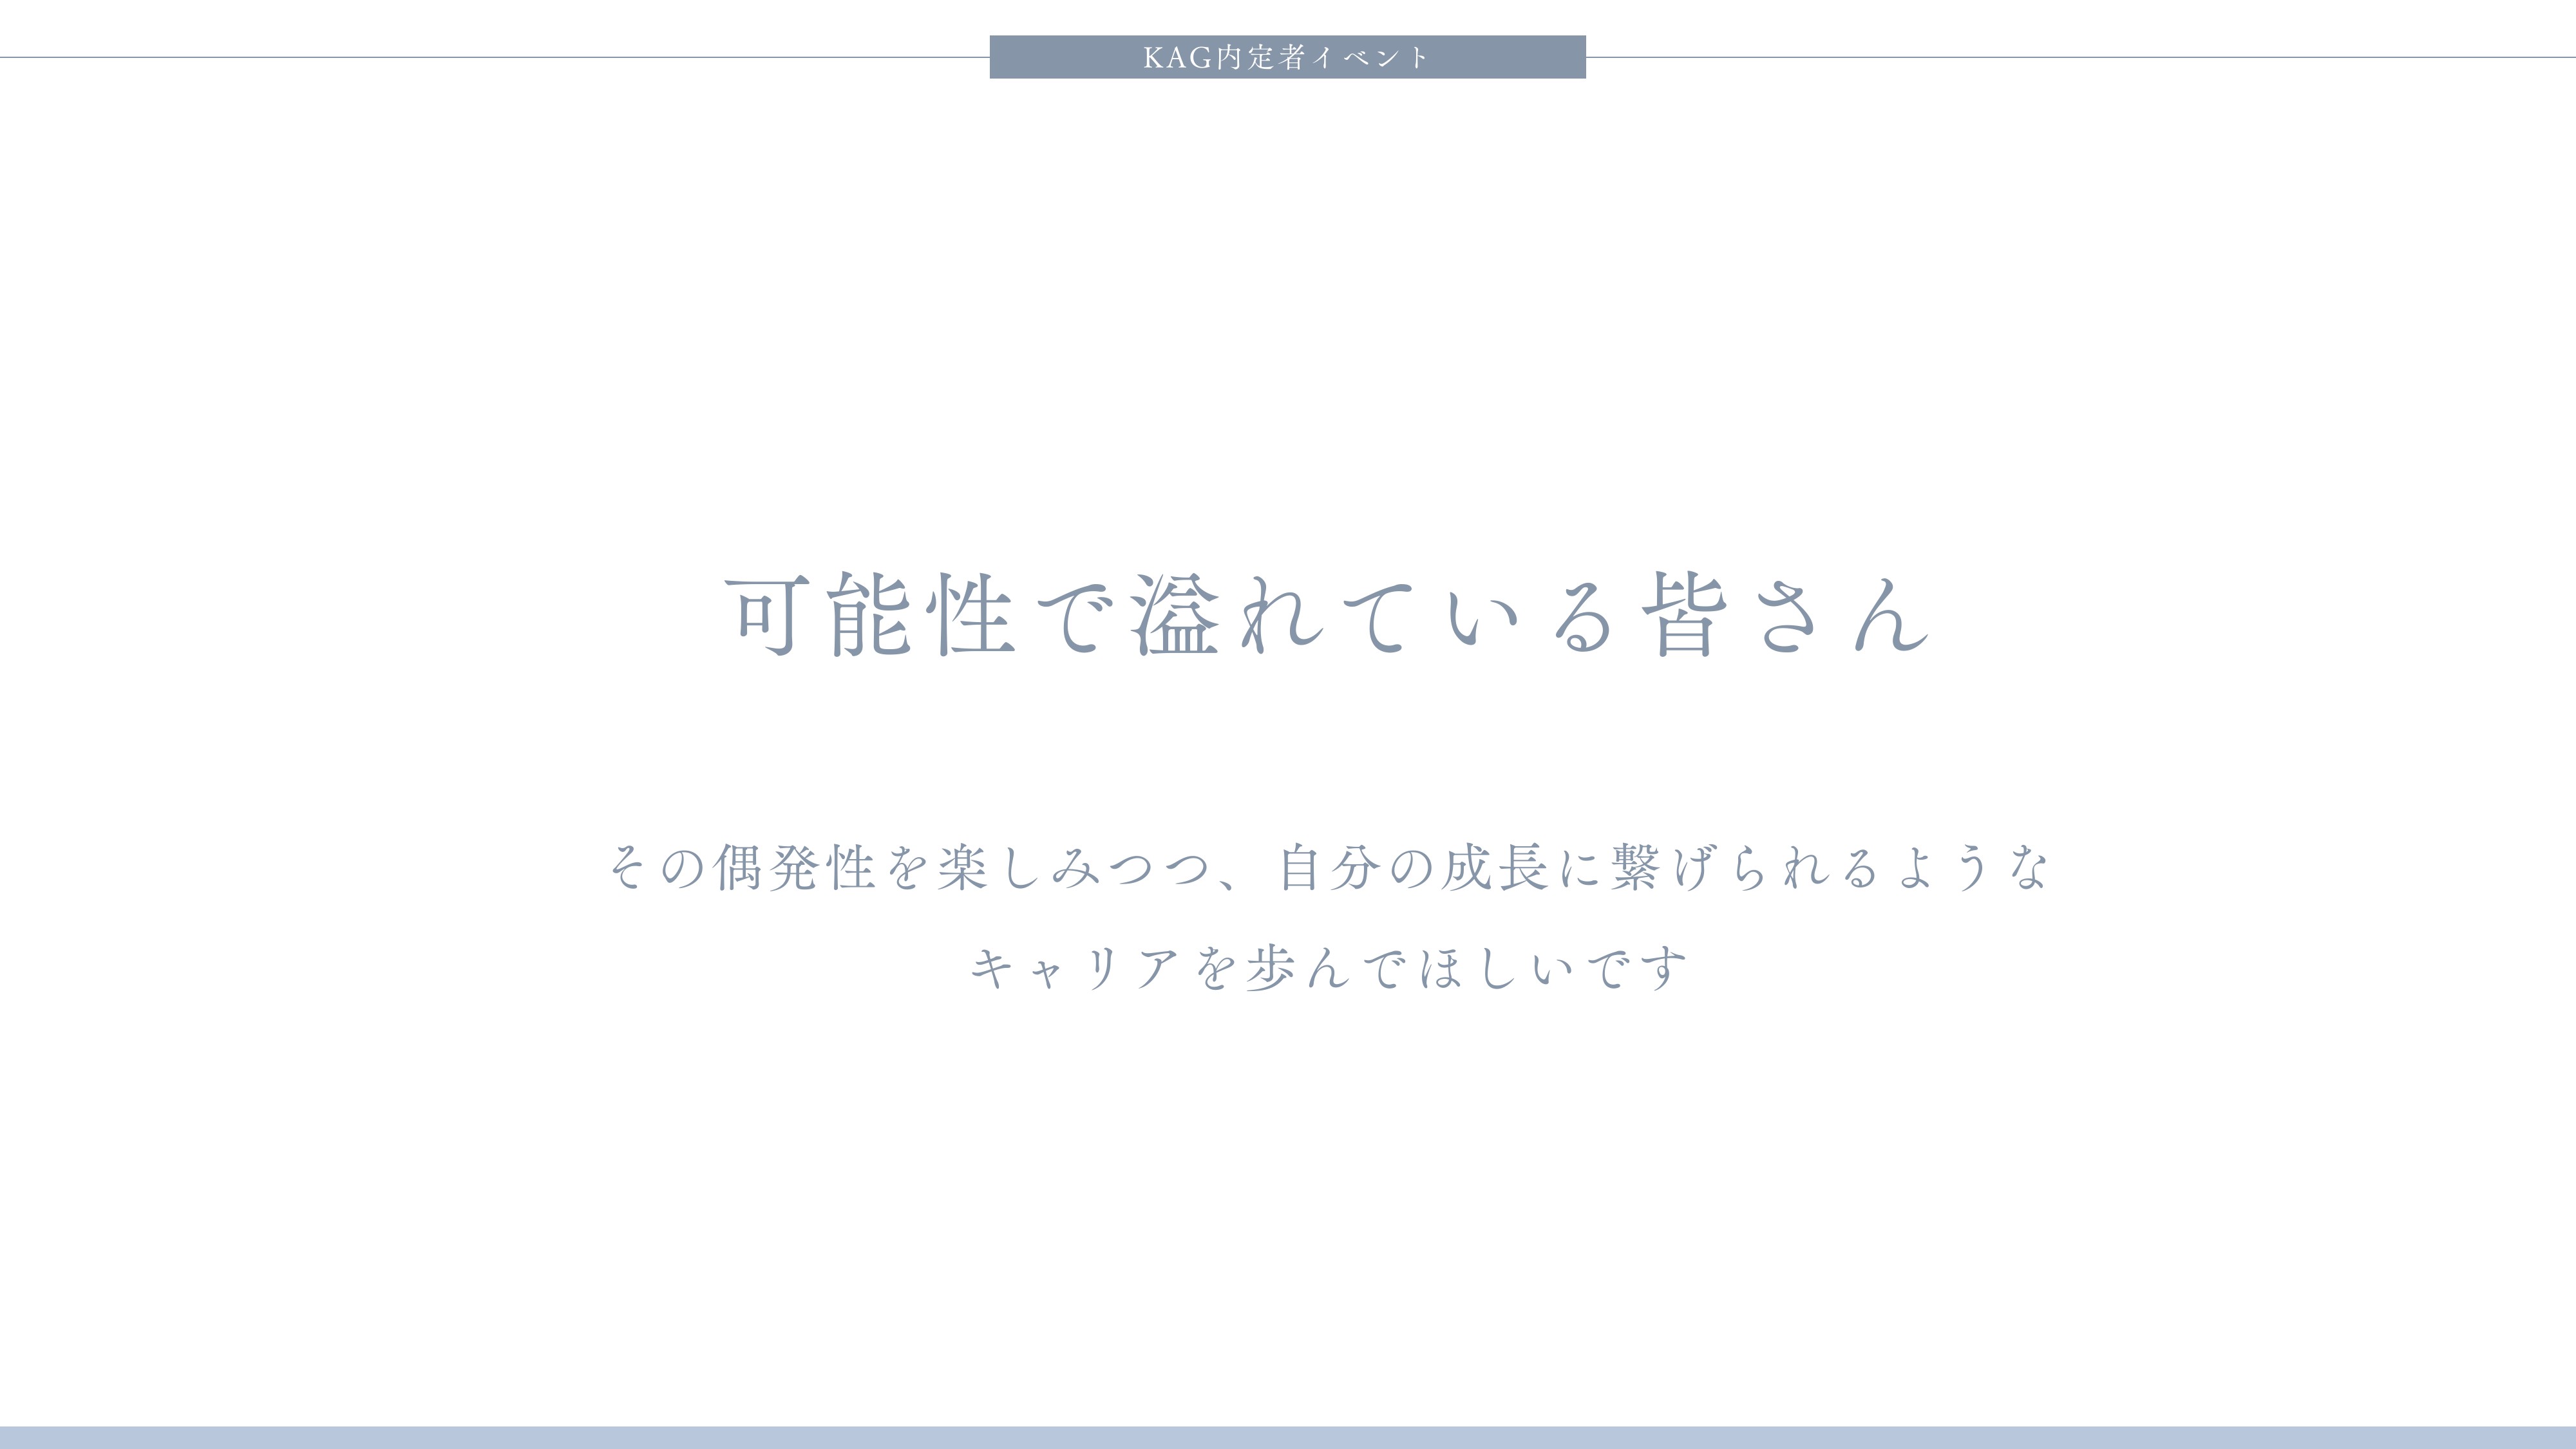 KAG内定者イベント
可能性で溢れている皆さん
その偶発性を楽しみつつ、自分の成長に繋げられるような
キャリアを歩んでほしいです